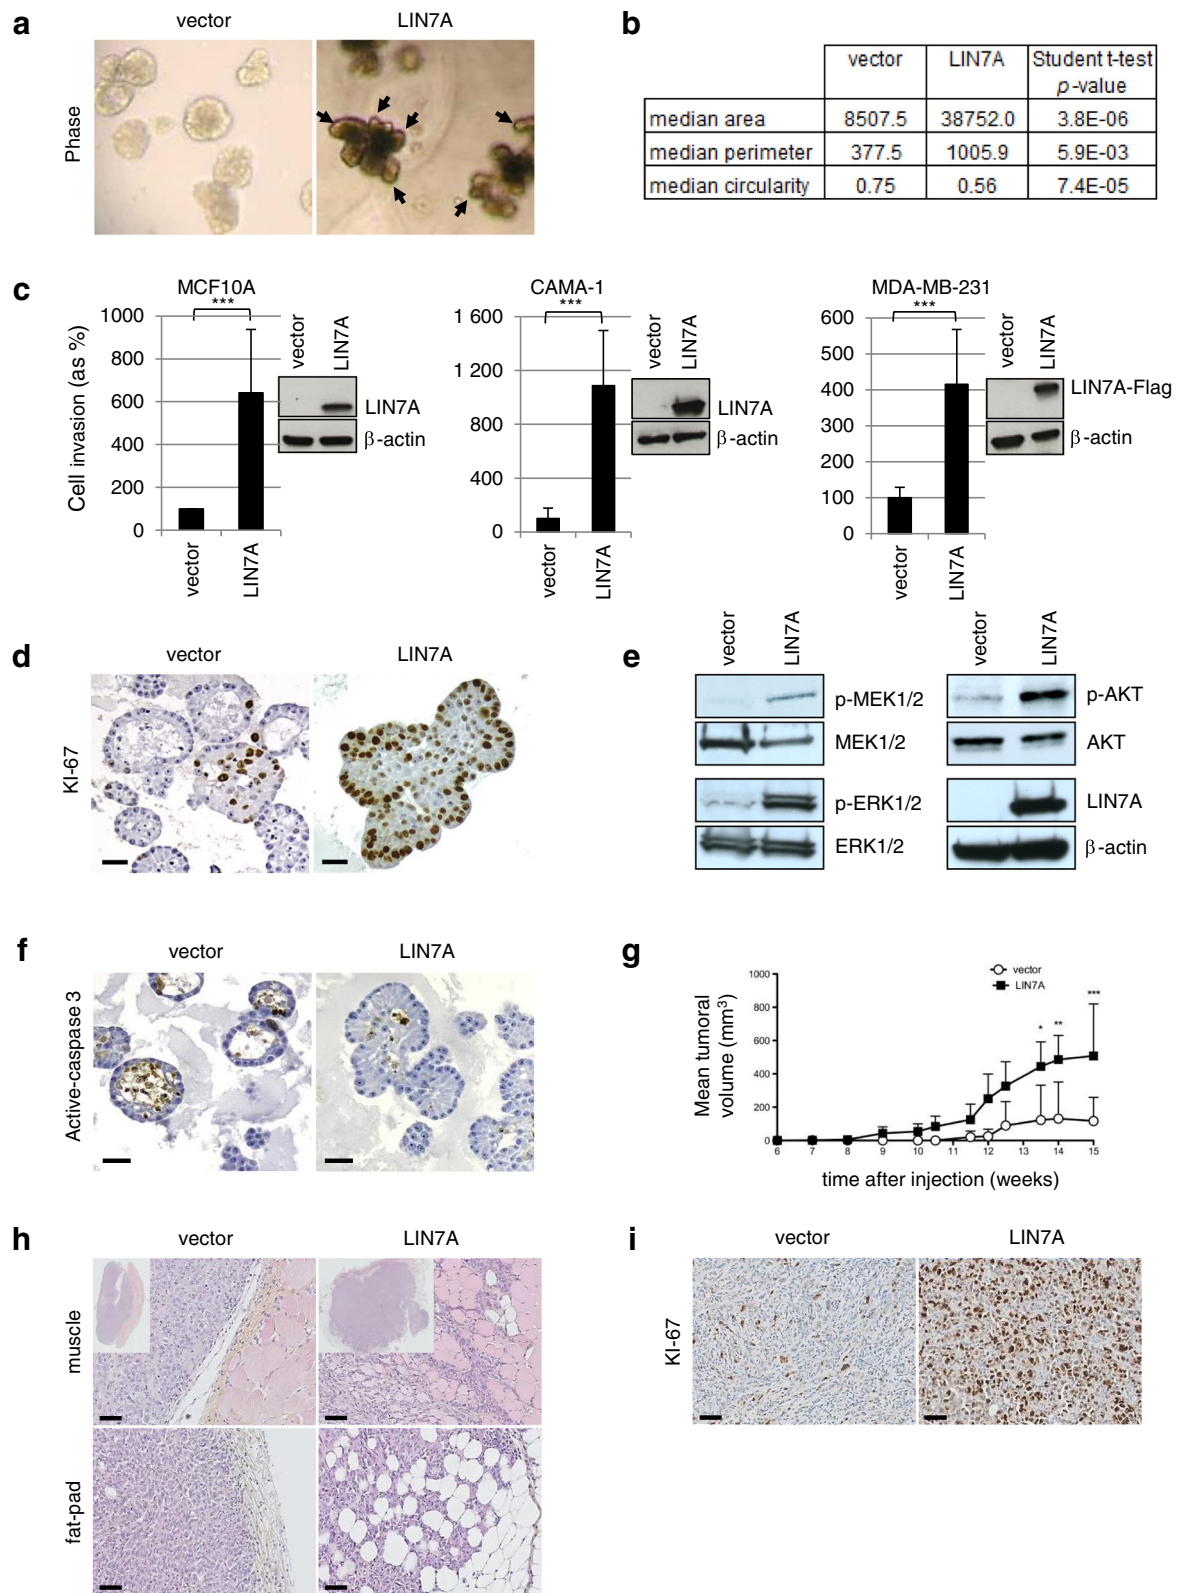 a
vector
LIN7A
Phase
b
vector
LIN7A
Student t-test
p-value
median area
8507.5
38752.0
3.8E-06
median perimeter
377.5
1005.9
5.9E-03
median circularity
0.75
0.56
7.4E-05
c
MCF10A
***
Cell invasion (as %)
1000
800
600
400
200
0
vector
LIN7A
vector
LIN7A
LIN7A
β-actin
CAMA-1
***
1 600
1 200
800
400
0
vector
LIN7A
vector
LIN7A
LIN7A
β-actin
MDA-MB-231
***
600
500
400
300
200
100
0
vector
LIN7A
vector
LIN7A
LIN7A-Flag
β-actin
d
vector
LIN7A
KI-67
e
vector
LIN7A
p-MEK1/2
MEK1/2
p-ERK1/2
ERK1/2
vector
LIN7A
p-AKT
AKT
LIN7A
β-actin
f
vector
LIN7A
Active-caspase 3
g
vector
LIN7A
Mean tumoral
volume (mm³)
1000
800
600
400
200
0
*
**
***
6 7 8 9 10 11 12 13 14 15
time after injection (weeks)
h
vector
LIN7A
muscle
fat-pad
i
vector
LIN7A
KI-67